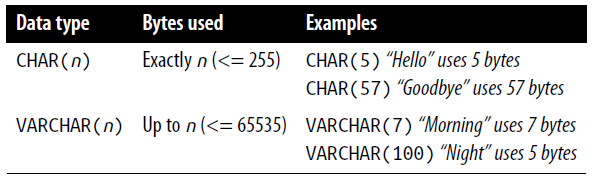 Data type Bytes used Examples
CHAR(n) Exactly n (<= 255) CHAR(5) “Hello” uses 5 bytes
CHAR(57) “Goodbye” uses 57 bytes
VARCHAR(n) Up to n (<= 65535) VARCHAR(7) “Morning” uses 7 bytes
VARCHAR(100) “Night” uses 5 bytes